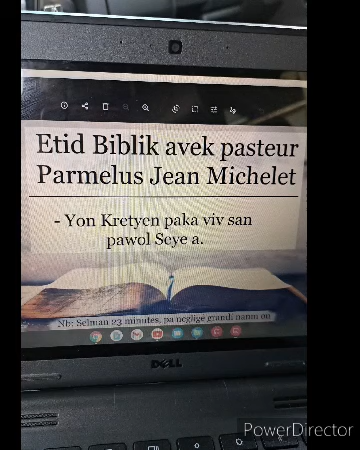 Etid Biblik avek pasteur
Parmelus Jean Michelet
- Yon Kretyen paka viv san
pawol Seye a.
Nb: Selman 23 minutes, pa neglije grandi nanm ou
DELL
PowerDirector